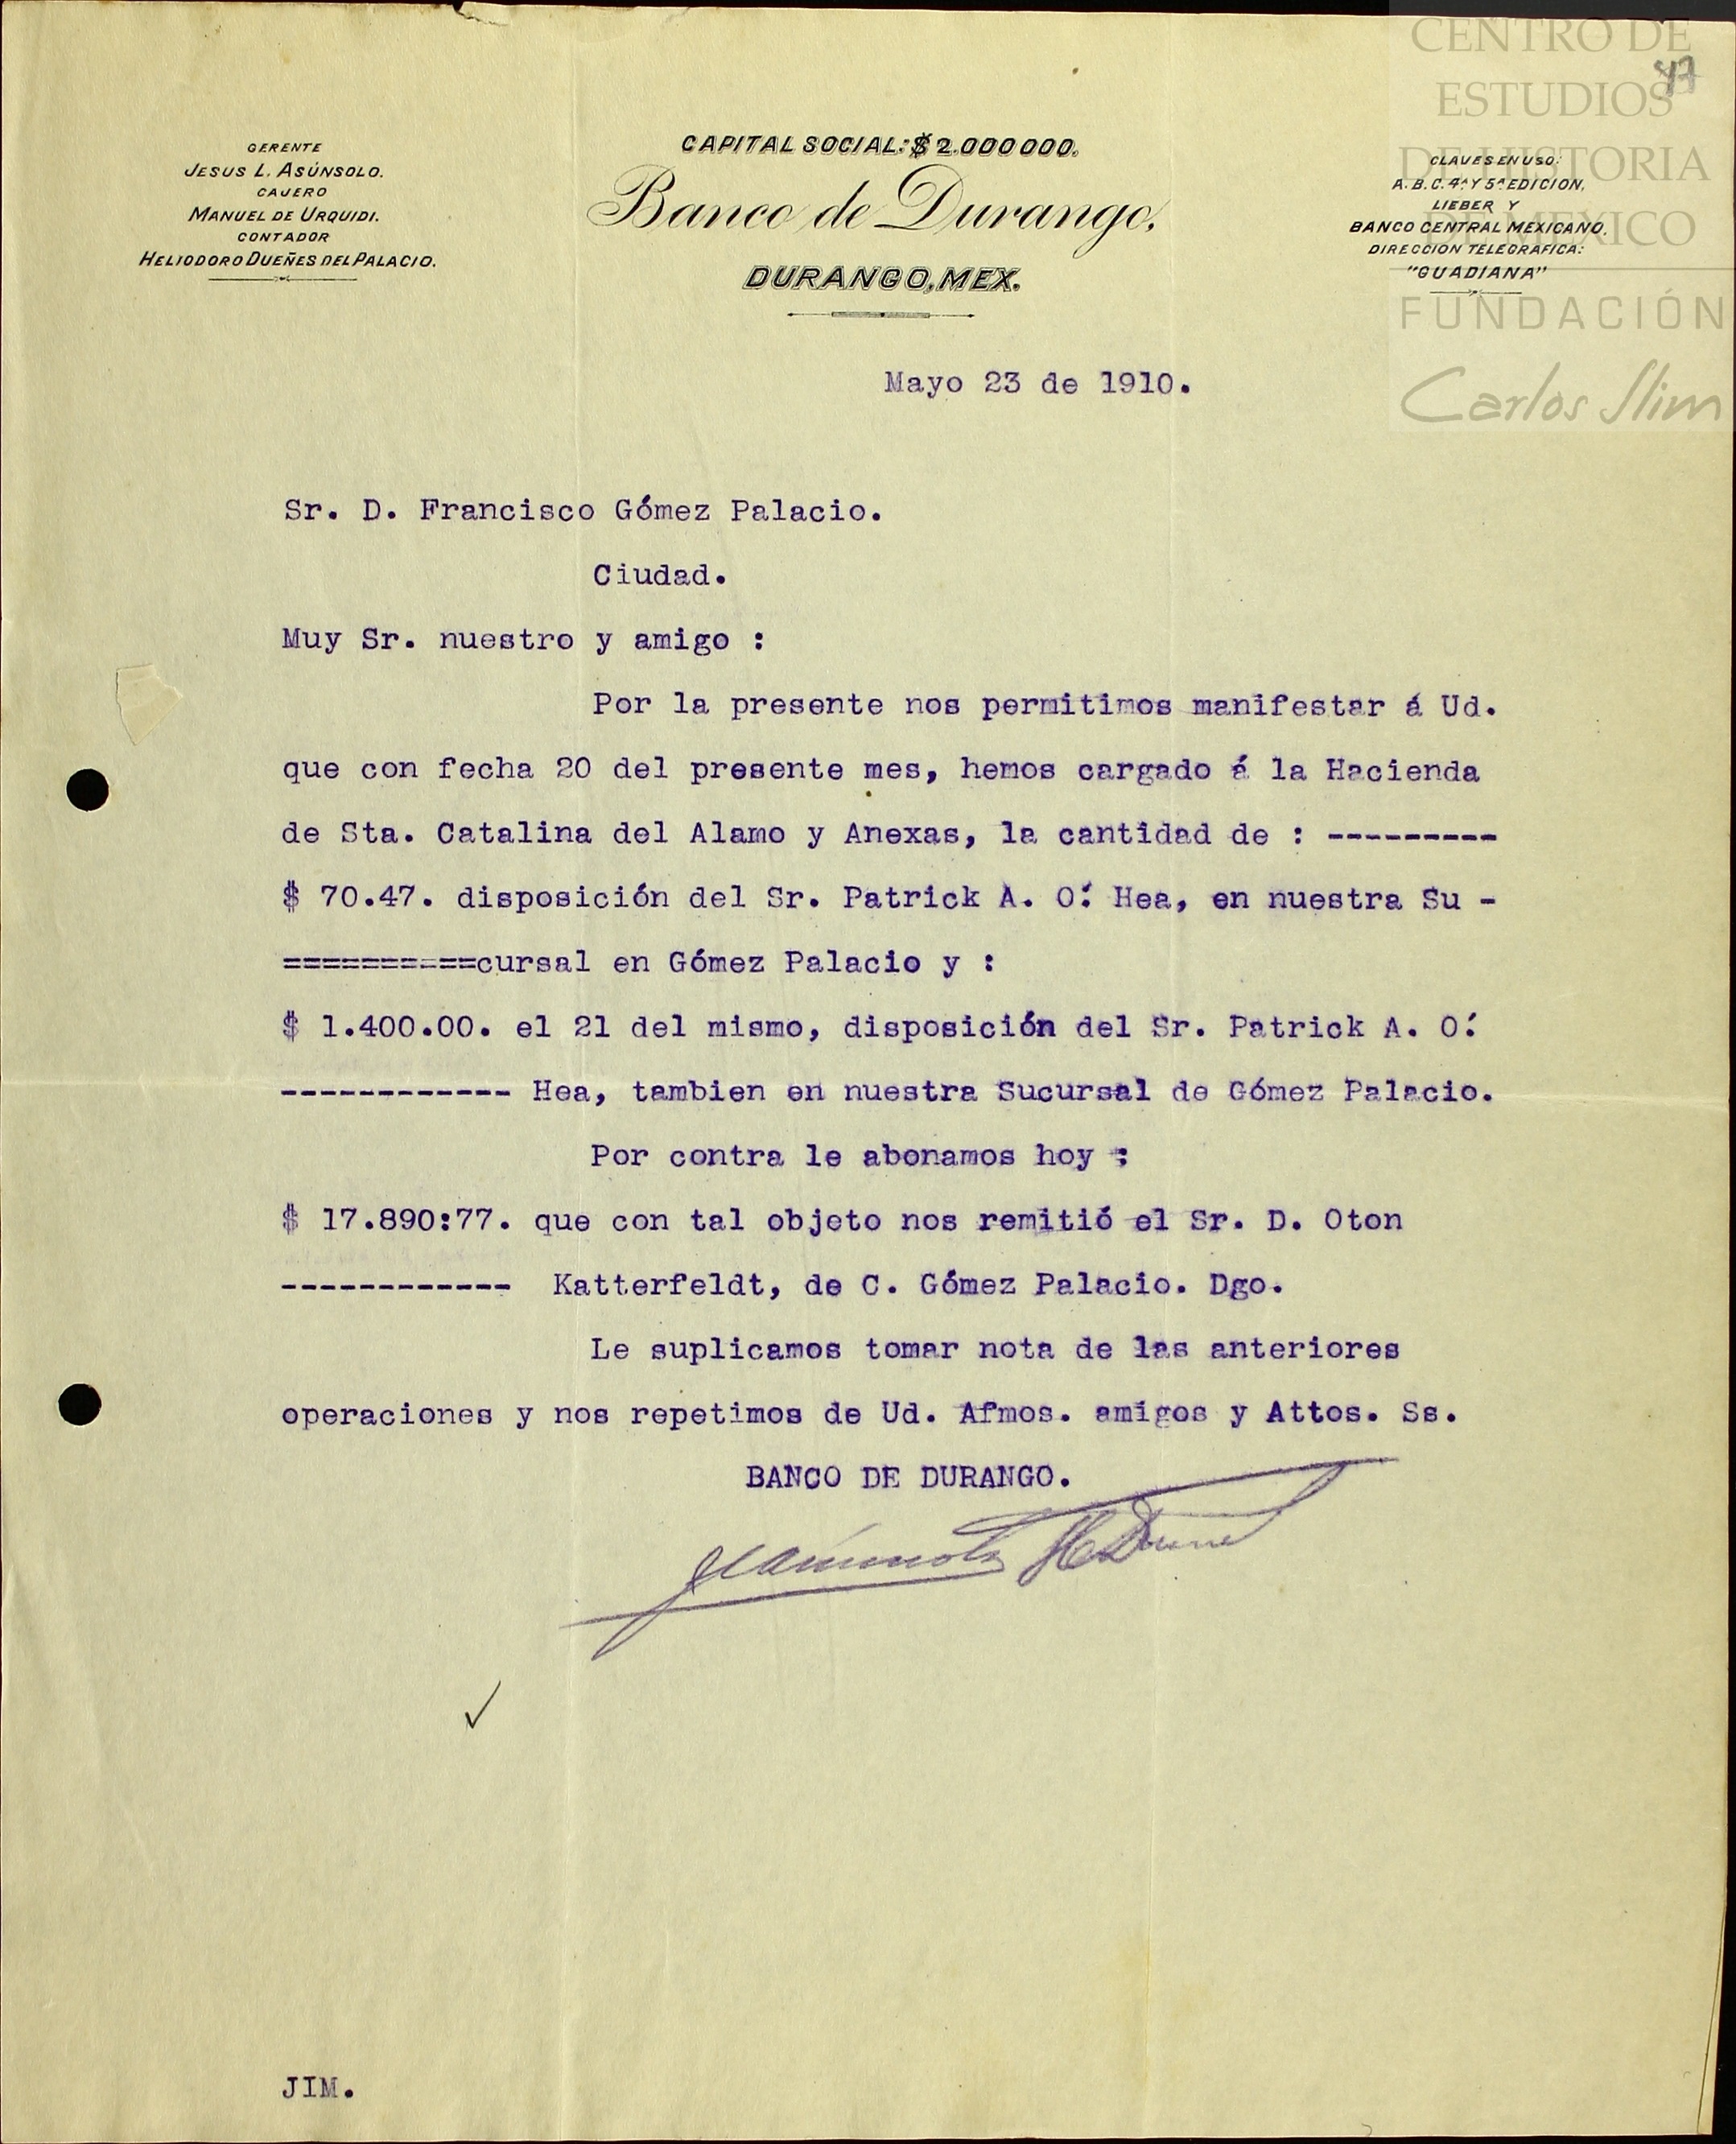 CENTRO DE
ESTUDIOS
DE HISTORIA
DE MEXICO
FUNDACIÓN
Carlos Slim
47
GERENTE
JESUS L. ASÚNSOLO.
CAJERO
MANUEL DE URQUIDI.
CONTADOR
HELIODORO DUEÑES DEL PALACIO.
CAPITAL SOCIAL: $ 2.000 000.
Banco de Durango.
DURANGO, MEX.
CLAVES EN USO:
A. B. C. 4ª Y 5ª EDICION,
LIEBER Y
BANCO CENTRAL MEXICANO.
DIRECCION TELEGRAFICA:
"GUADIANA"
Mayo 23 de 1910.
Sr. D. Francisco Gómez Palacio.
Ciudad.
Muy Sr. nuestro y amigo :
Por la presente nos permitimos manifestar á Ud.
que con fecha 20 del presente mes, hemos cargado á la Hacienda
de Sta. Catalina del Alamo y Anexas, la cantidad de : ---------
$ 70.47. disposición del Sr. Patrick A. O.' Hea, en nuestra Su -
==========cursal en Gómez Palacio y :
$ 1.400.00. el 21 del mismo, disposición del Sr. Patrick A. O.'
------------ Hea, tambien en nuestra Sucursal de Gómez Palacio.
Por contra le abonamos hoy :
$ 17.890:77. que con tal objeto nos remitió el Sr. D. Oton
------------ Katterfeldt, de C. Gómez Palacio. Dgo.
Le suplicamos tomar nota de las anteriores
operaciones y nos repetimos de Ud. Afmos. amigos y Attos. Ss.
BANCO DE DURANGO.
JIM.